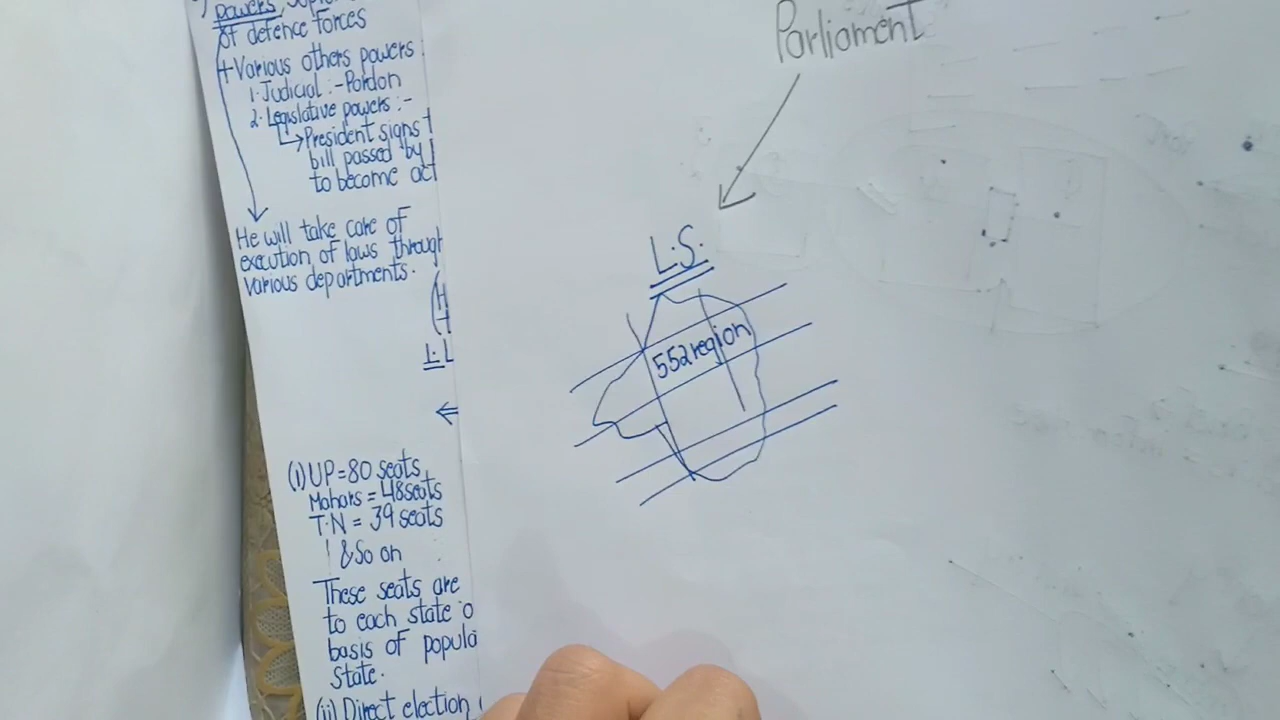 powers,
of defence forces
+Various others powers
1. Judicial :- Pardon
2. Legislative powers :-
President signs
bill passed by
to become act
He will take care of
execution of laws through
various departments.
(i) UP = 80 seats
Mahars = 48 seats
T.N = 39 seats
& So on
These seats are
to each state
basis of
state.
(ii) Direct election
Parliament
L.S.
552 region